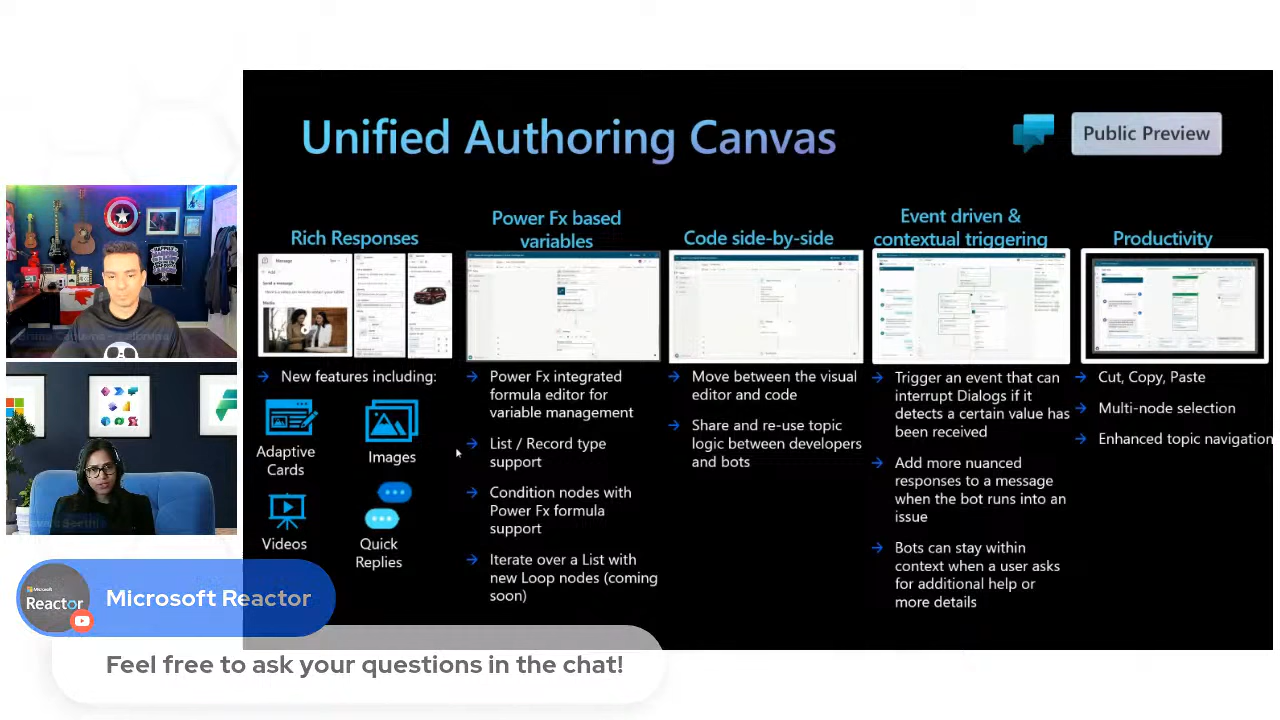 Unified Authoring Canvas
Public Preview
Rich Responses
New features including:
Adaptive
Cards
Images
Videos
Quick
Replies
Power Fx based
variables
Power Fx integrated
formula editor for
variable management
List / Record type
support
Condition nodes with
Power Fx formula
support
Iterate over a List with
new Loop nodes (coming
soon)
Code side-by-side
Move between the visual
editor and code
Share and re-use topic
logic between developers
and bots
Event driven &
contextual triggering
Trigger an event that can
interrupt Dialogs if it
detects a certain value has
been received
Add more nuanced
responses to a message
when the bot runs into an
issue
Bots can stay within
context when a user asks
for additional help or
more details
Productivity
Cut, Copy, Paste
Multi-node selection
Enhanced topic navigation
Microsoft
Reactor
Microsoft Reactor
Feel free to ask your questions in the chat!